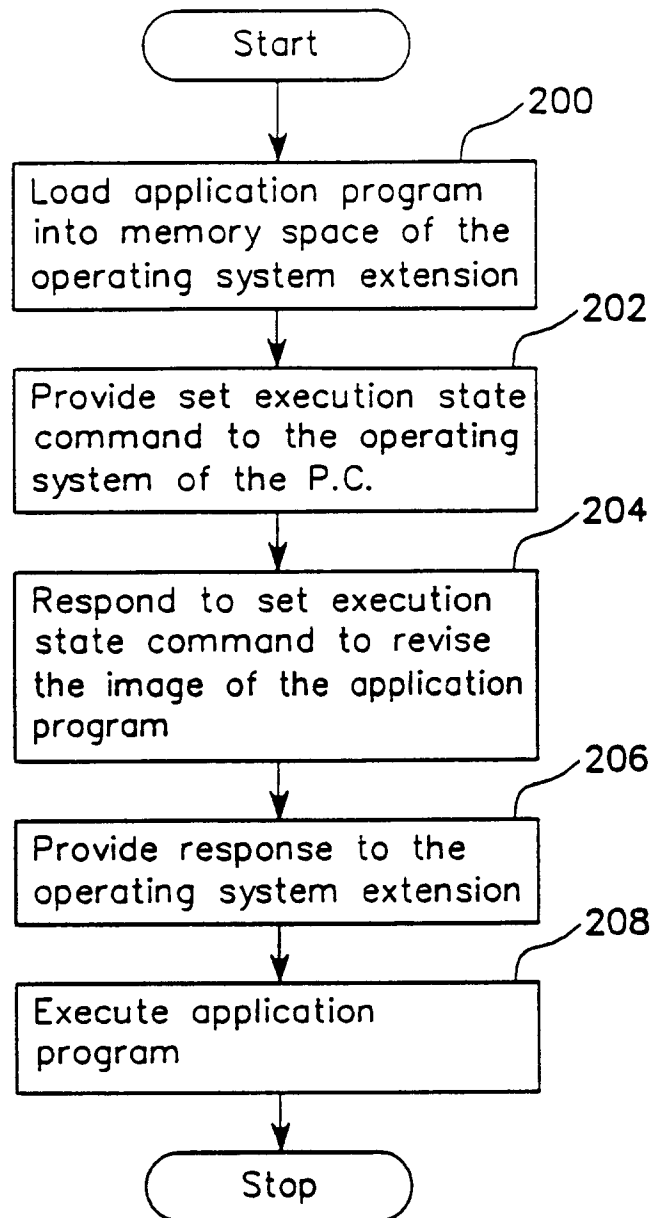 Start
200
Load application program
into memory space of the
operating system extension
202
Provide set execution state
command to the operating
system of the P.C.
204
Respond to set execution
state command to revise
the image of the application
program
206
Provide response to the
operating system extension
208
Execute application
program
Stop